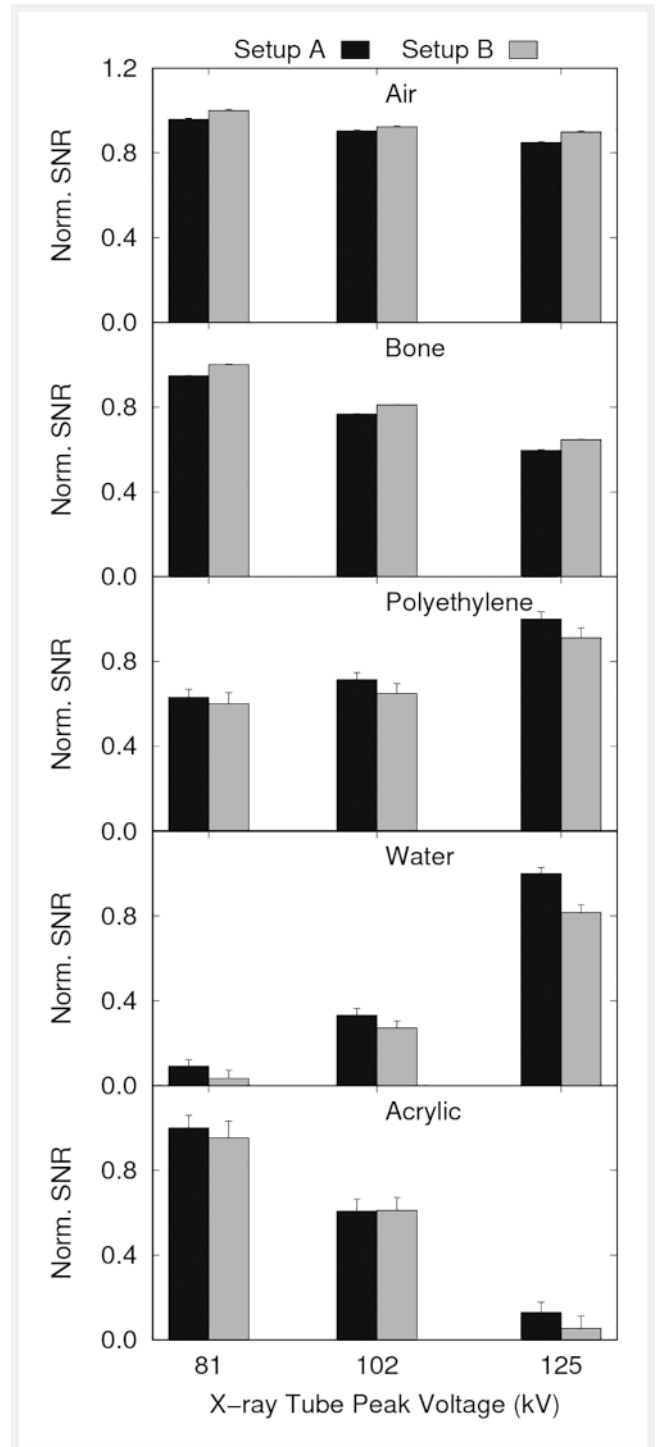 Setup A Setup B
1.2
Air
Norm. SNR
0.8
0.4
0.0
Bone
Norm. SNR
0.8
0.4
0.0
Polyethylene
Norm. SNR
0.8
0.4
0.0
Water
Norm. SNR
0.8
0.4
0.0
Acrylic
Norm. SNR
0.8
0.4
0.0
81 102 125
X-ray Tube Peak Voltage (kV)